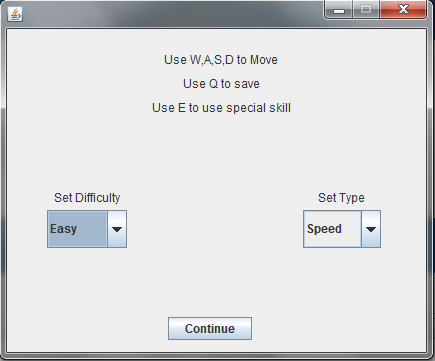 Use W,A,S,D to Move
Use Q to save
Use E to use special skill
Set Difficulty
Set Type
Easy
Speed
Continue